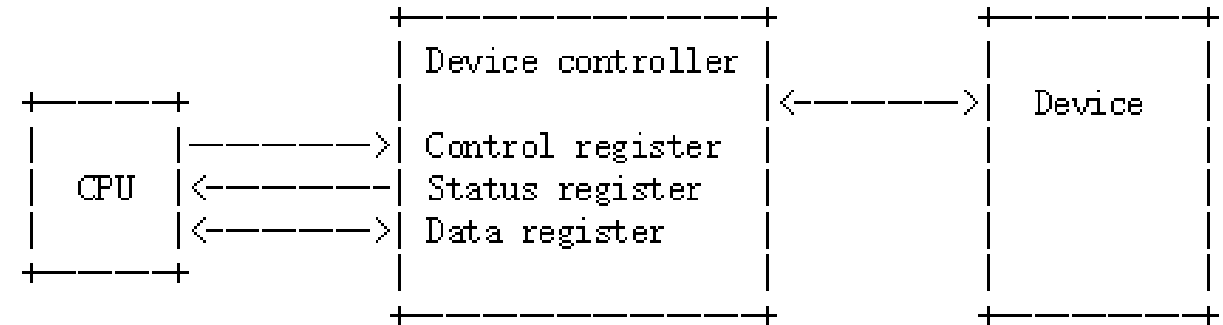 Device controller
Device
Control register
CPU
Status register
Data register